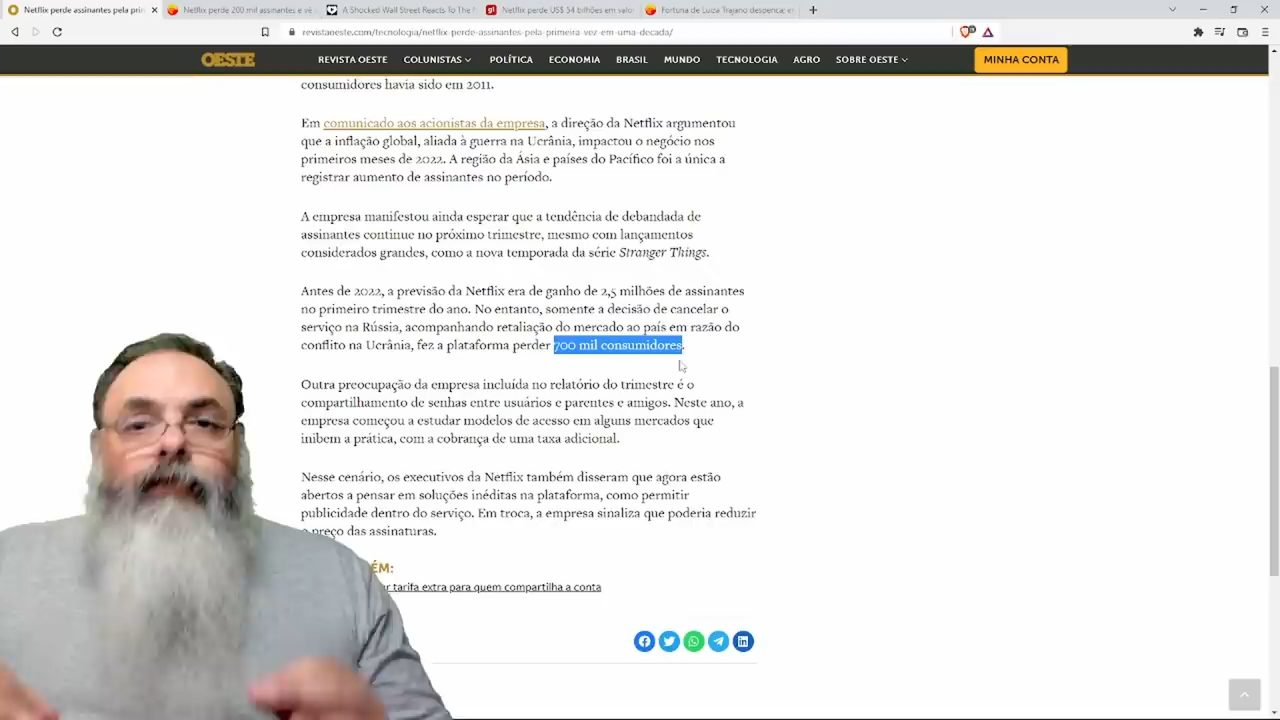 Netflix perde assinantes pela prim
Netflix perde 200 mil assinantes e vê
A Shocked Wall Street Reacts To The N
Netflix perde US$ 54 bilhões em valo
Fortuna de Luiza Trajano despenca; em
revistaoeste.com/tecnologia/netflix-perde-assinantes-pela-primeira-vez-em-uma-decada/
OESTE
REVISTA OESTE COLUNISTAS POLÍTICA ECONOMIA BRASIL MUNDO TECNOLOGIA AGRO SOBRE OESTE MINHA CONTA
consumidores havia sido em 2011.
Em comunicado aos acionistas da empresa, a direção da Netflix argumentou
que a inflação global, aliada à guerra na Ucrânia, impactou o negócio nos
primeiros meses de 2022. A região da Ásia e países do Pacífico foi a única a
registrar aumento de assinantes no período.
A empresa manifestou ainda esperar que a tendência de debandada de
assinantes continue no próximo trimestre, mesmo com lançamentos
considerados grandes, como a nova temporada da série Stranger Things.
Antes de 2022, a previsão da Netflix era de ganho de 2,5 milhões de assinantes
no primeiro trimestre do ano. No entanto, somente a decisão de cancelar o
serviço na Rússia, acompanhando retaliação do mercado ao país em razão do
conflito na Ucrânia, fez a plataforma perder 700 mil consumidores.
Outra preocupação da empresa incluída no relatório do trimestre é o
compartilhamento de senhas entre usuários e parentes e amigos. Neste ano, a
empresa começou a estudar modelos de acesso em alguns mercados que
inibem a prática, com a cobrança de uma taxa adicional.
Nesse cenário, os executivos da Netflix também disseram que agora estão
abertos a pensar em soluções inéditas na plataforma, como permitir
publicidade dentro do serviço. Em troca, a empresa sinaliza que poderia reduzir
o preço das assinaturas.
ÉM:
ar tarifa extra para quem compartilha a conta